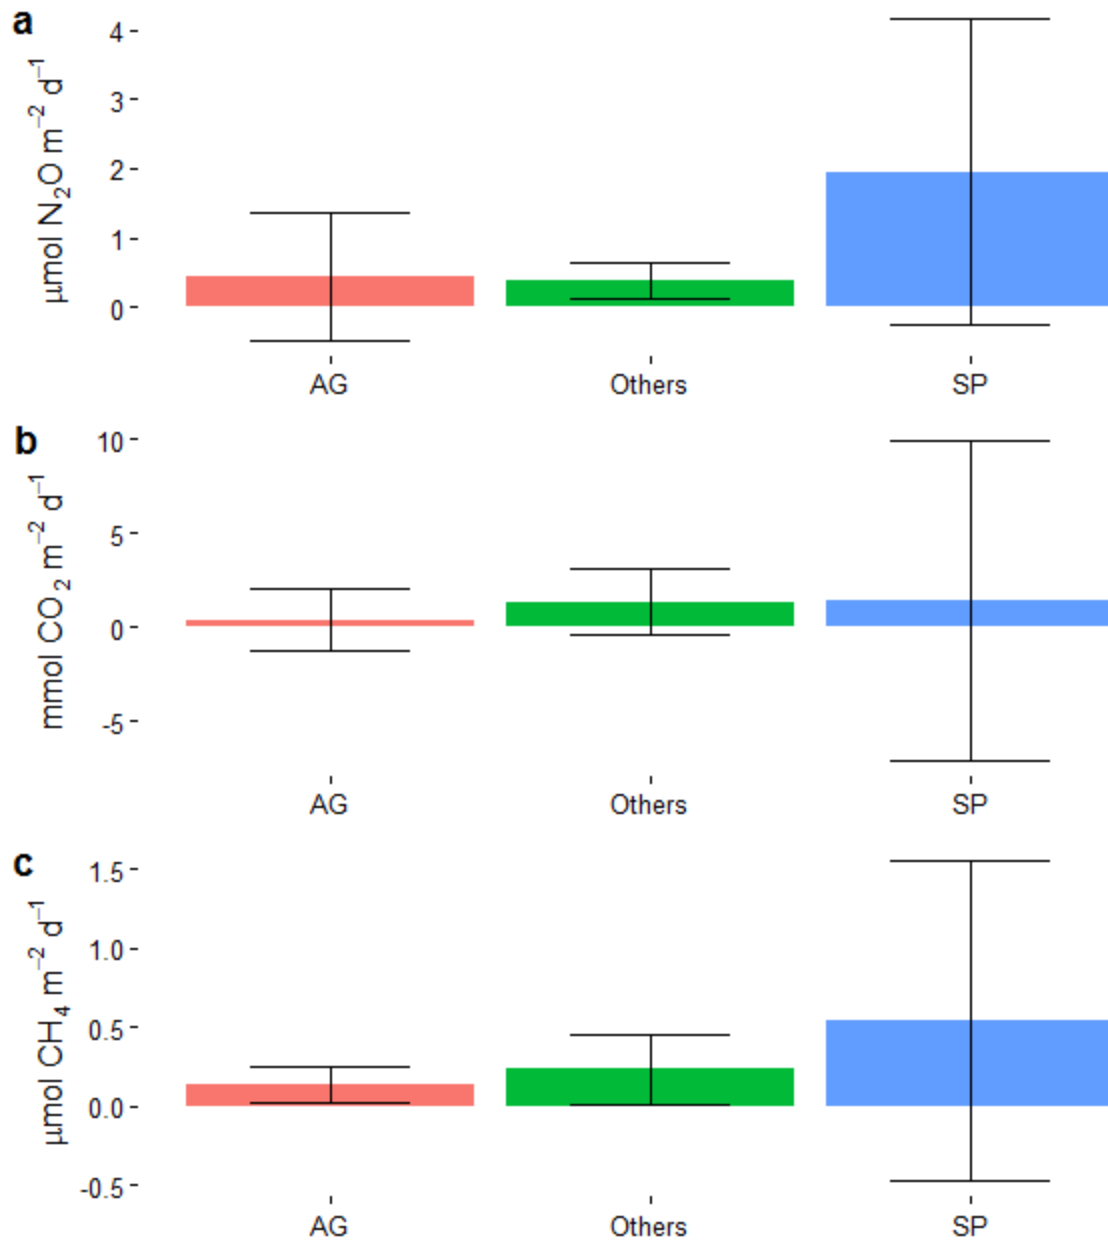 a
µmol N₂O m⁻² d⁻¹
4
3
2
1
0
AG Others SP
b
mmol CO₂ m⁻² d⁻¹
10
5
0
-5
AG Others SP
c
µmol CH₄ m⁻² d⁻¹
1.5
1.0
0.5
0.0
-0.5
AG Others SP